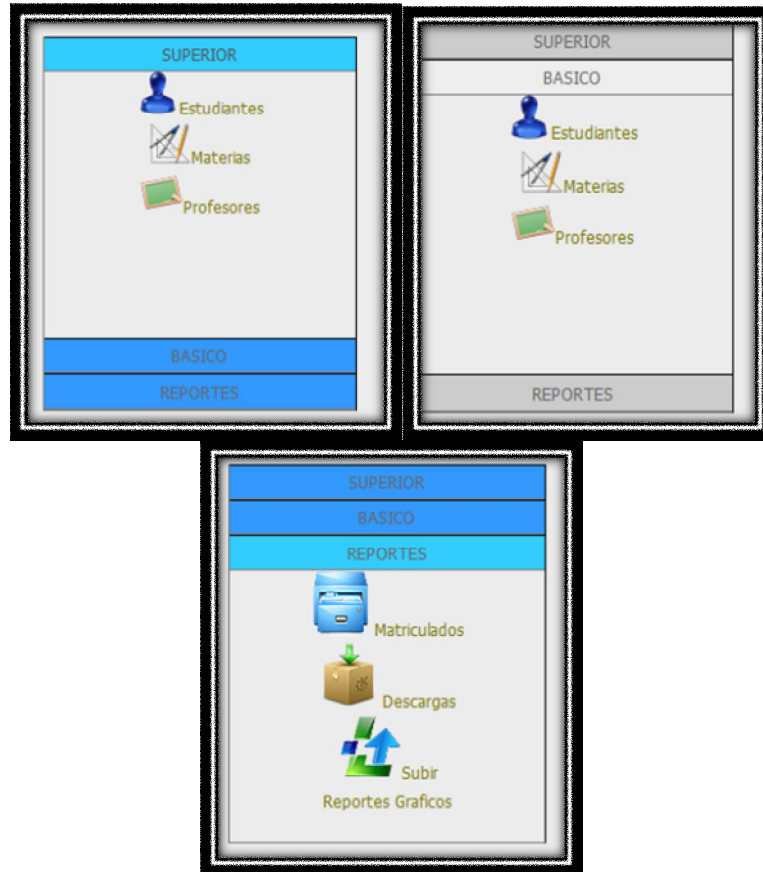 SUPERIOR
Estudiantes
Materias
Profesores
BASICO
REPORTES
SUPERIOR
BASICO
Estudiantes
Materias
Profesores
REPORTES
SUPERIOR
BASICO
REPORTES
Matriculados
Descargas
Subir
Reportes Graficos